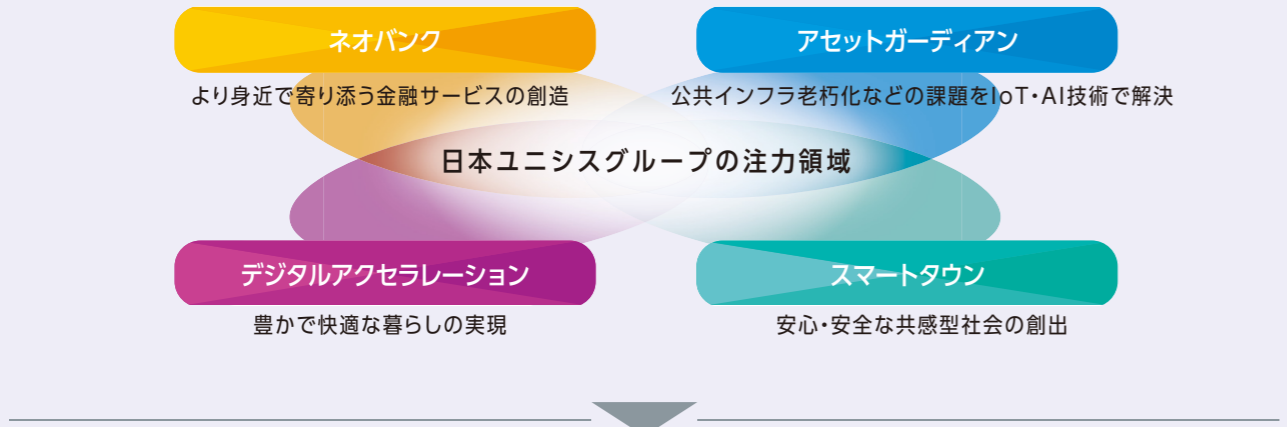 ネオバンク
アセットガーディアン
より身近で寄り添う金融サービスの創造
公共インフラ老朽化などの課題をIoT・AI技術で解決
日本ユニシスグループの注力領域
デジタルアクセラレーション
スマートタウン
豊かで快適な暮らしの実現
安心・安全な共感型社会の創出